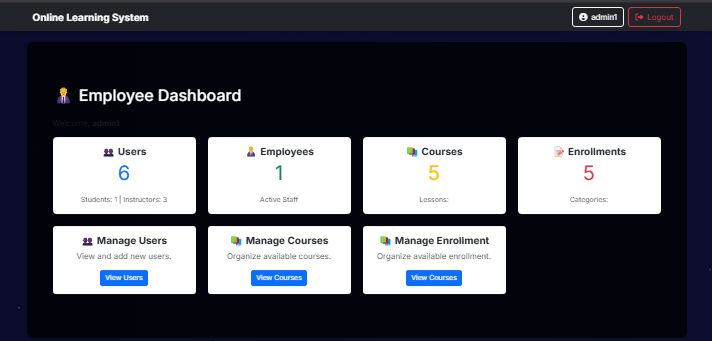 Online Learning System
admin1
Logout
Employee Dashboard
Welcome, admin1
Users
6
Students: 1 | Instructors: 3
Employees
1
Active Staff
Courses
5
Lessons:
Enrollments
5
Categories:
Manage Users
View and add new users.
View Users
Manage Courses
Organize available courses.
View Courses
Manage Enrollment
Organize available enrollment.
View Courses